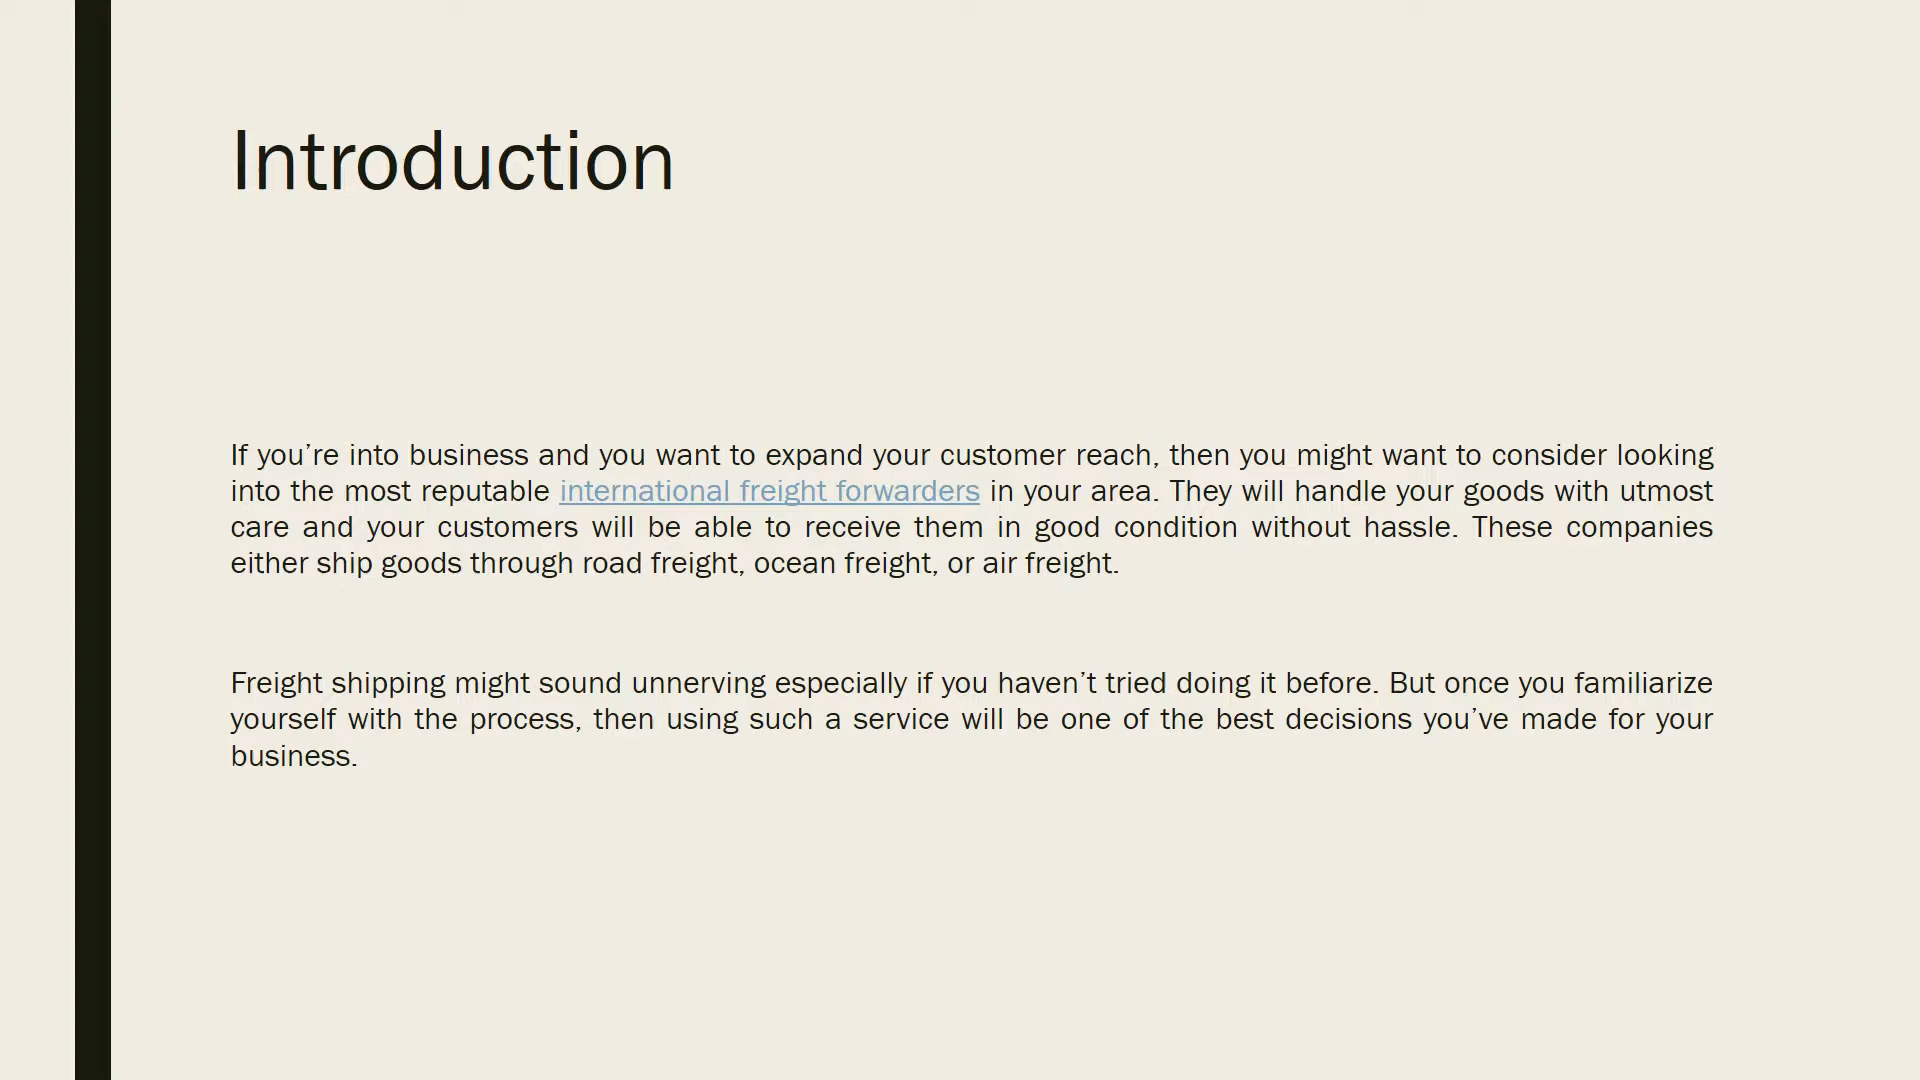 Introduction
If you’re into business and you want to expand your customer reach, then you might want to consider looking
into the most reputable international freight forwarders in your area. They will handle your goods with utmost
care and your customers will be able to receive them in good condition without hassle. These companies
either ship goods through road freight, ocean freight, or air freight.
Freight shipping might sound unnerving especially if you haven’t tried doing it before. But once you familiarize
yourself with the process, then using such a service will be one of the best decisions you’ve made for your
business.